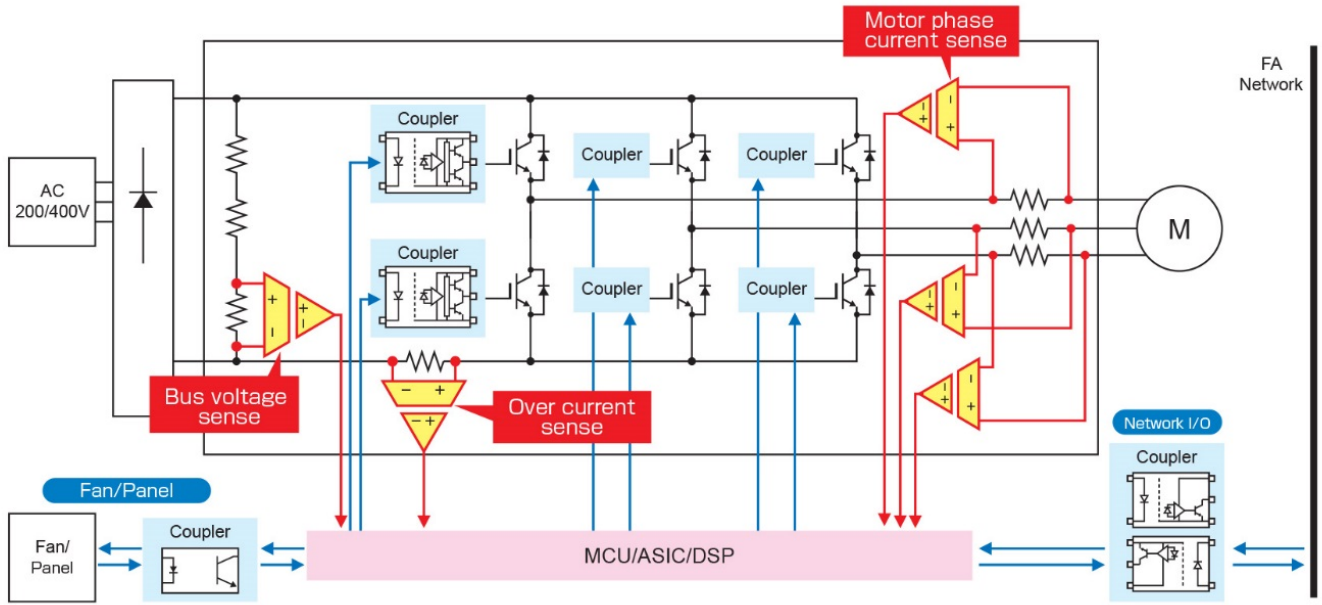 Motor phase
current sense
FA
Network
Coupler
Coupler
Coupler
AC
200/400V
M
Coupler
Coupler
Coupler
Bus voltage
sense
Over current
sense
Network I/O
Coupler
Fan/Panel
Coupler
Fan/
Panel
MCU/ASIC/DSP